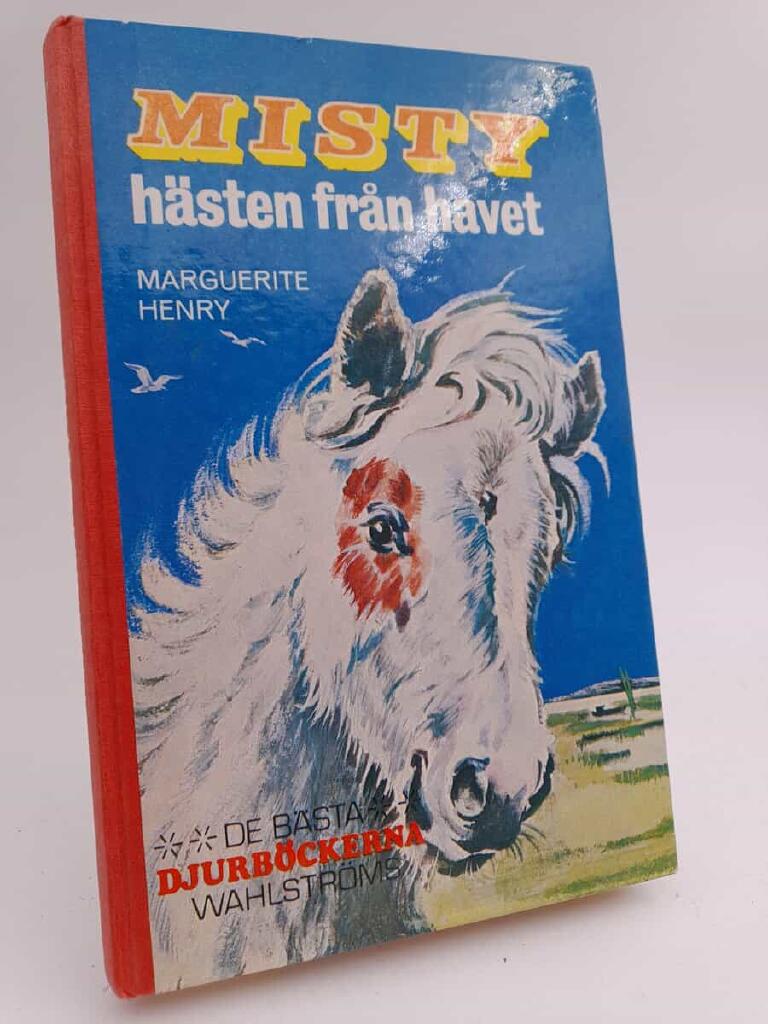 MISTY
hästen från havet
MARGUERITE
HENRY
** DE BÄSTA **
DJURBÖCKERNA
WAHLSTRÖMS